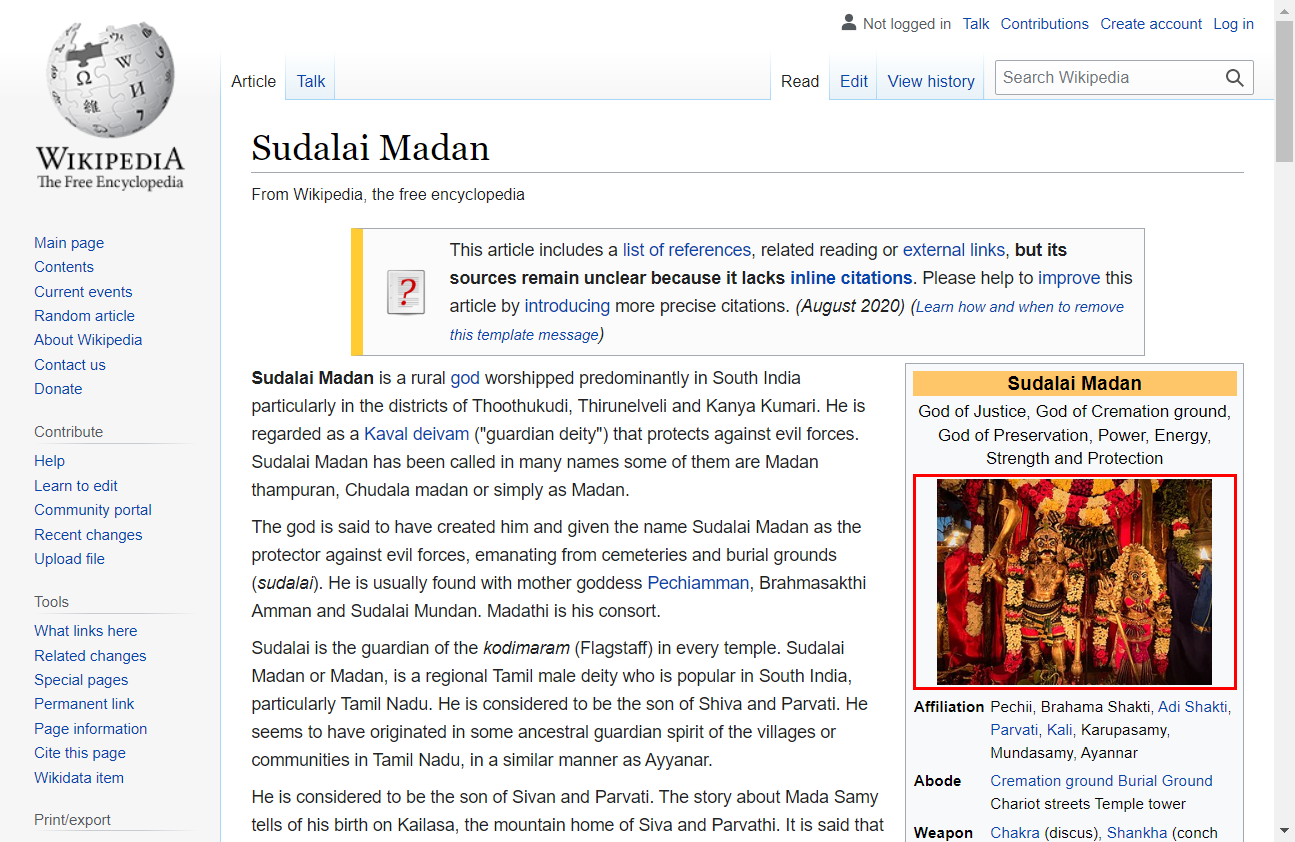 Not logged in Talk Contributions Create account Log in
Article Talk Read Edit View history Search Wikipedia
WIKIPEDIA
The Free Encyclopedia
Main page
Contents
Current events
Random article
About Wikipedia
Contact us
Donate
Contribute
Help
Learn to edit
Community portal
Recent changes
Upload file
Tools
What links here
Related changes
Special pages
Permanent link
Page information
Cite this page
Wikidata item
Print/export
Sudalai Madan
From Wikipedia, the free encyclopedia
This article includes a list of references, related reading or external links, but its
sources remain unclear because it lacks inline citations. Please help to improve this
article by introducing more precise citations. (August 2020) (Learn how and when to remove
this template message)
Sudalai Madan is a rural god worshipped predominantly in South India
particularly in the districts of Thoothukudi, Thirunelveli and Kanya Kumari. He is
regarded as a Kaval deivam ("guardian deity") that protects against evil forces.
Sudalai Madan has been called in many names some of them are Madan
thampuran, Chudala madan or simply as Madan.
The god is said to have created him and given the name Sudalai Madan as the
protector against evil forces, emanating from cemeteries and burial grounds
(sudalai). He is usually found with mother goddess Pechiamman, Brahmasakthi
Amman and Sudalai Mundan. Madathi is his consort.
Sudalai is the guardian of the kodimaram (Flagstaff) in every temple. Sudalai
Madan or Madan, is a regional Tamil male deity who is popular in South India,
particularly Tamil Nadu. He is considered to be the son of Shiva and Parvati. He
seems to have originated in some ancestral guardian spirit of the villages or
communities in Tamil Nadu, in a similar manner as Ayyanar.
He is considered to be the son of Sivan and Parvati. The story about Mada Samy
tells of his birth on Kailasa, the mountain home of Siva and Parvathi. It is said that
Sudalai Madan
God of Justice, God of Cremation ground,
God of Preservation, Power, Energy,
Strength and Protection
Affiliation Pechii, Brahama Shakti, Adi Shakti,
Parvati, Kali, Karupasamy,
Mundasamy, Ayannar
Abode Cremation ground Burial Ground
Chariot streets Temple tower
Weapon Chakra (discus), Shankha (conch